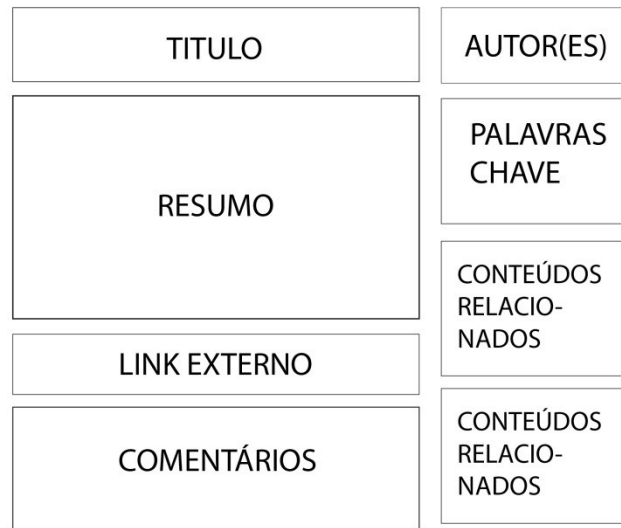 TITULO
RESUMO
LINK EXTERNO
COMENTÁRIOS
AUTOR(ES)
PALAVRAS
CHAVE
CONTEÚDOS
RELACIO-
NADOS
CONTEÚDOS
RELACIO-
NADOS